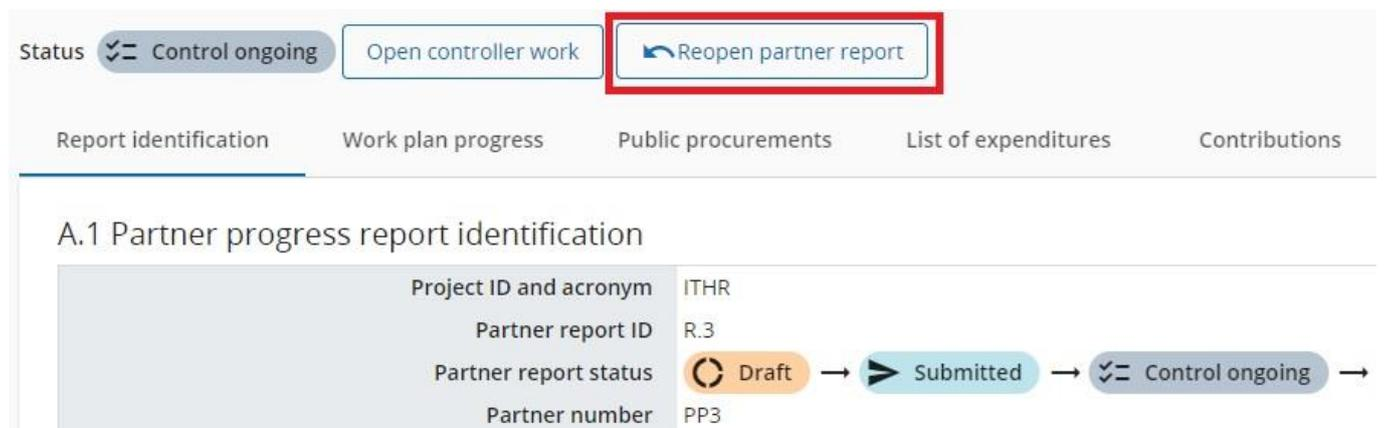 Status Control ongoing Open controller work Reopen partner report
Report identification Work plan progress Public procurements List of expenditures Contributions
A.1 Partner progress report identification
Project ID and acronym ITHR
Partner report ID R.3
Partner report status Draft → Submitted → Control ongoing →
Partner number PP3